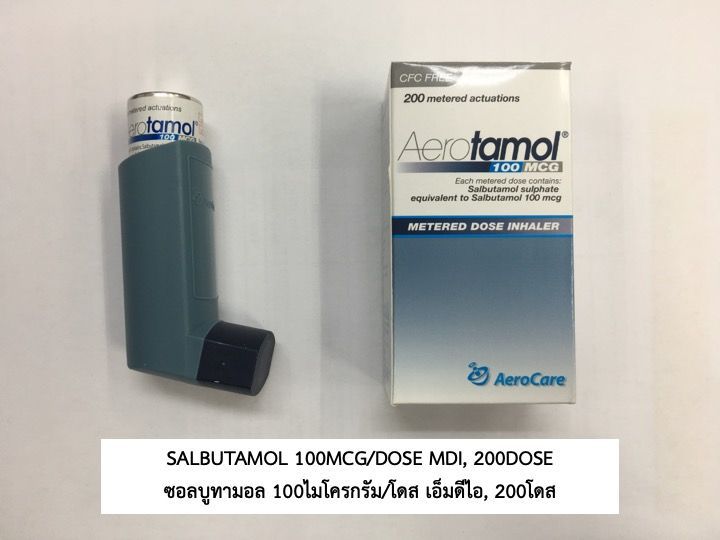 metered actuations
Aerotamol®
100 MCG
CFC FREE
200 metered actuations
Aerotamol®
100 MCG
Each metered dose contains:
Salbutamol sulphate
equivalent to Salbutamol 100 mcg
METERED DOSE INHALER
AeroCare
SALBUTAMOL 100MCG/DOSE MDI, 200DOSE
ซอลบูทามอล 100ไมโครกรัม/โดส เอ็มดีไอ, 200โดส